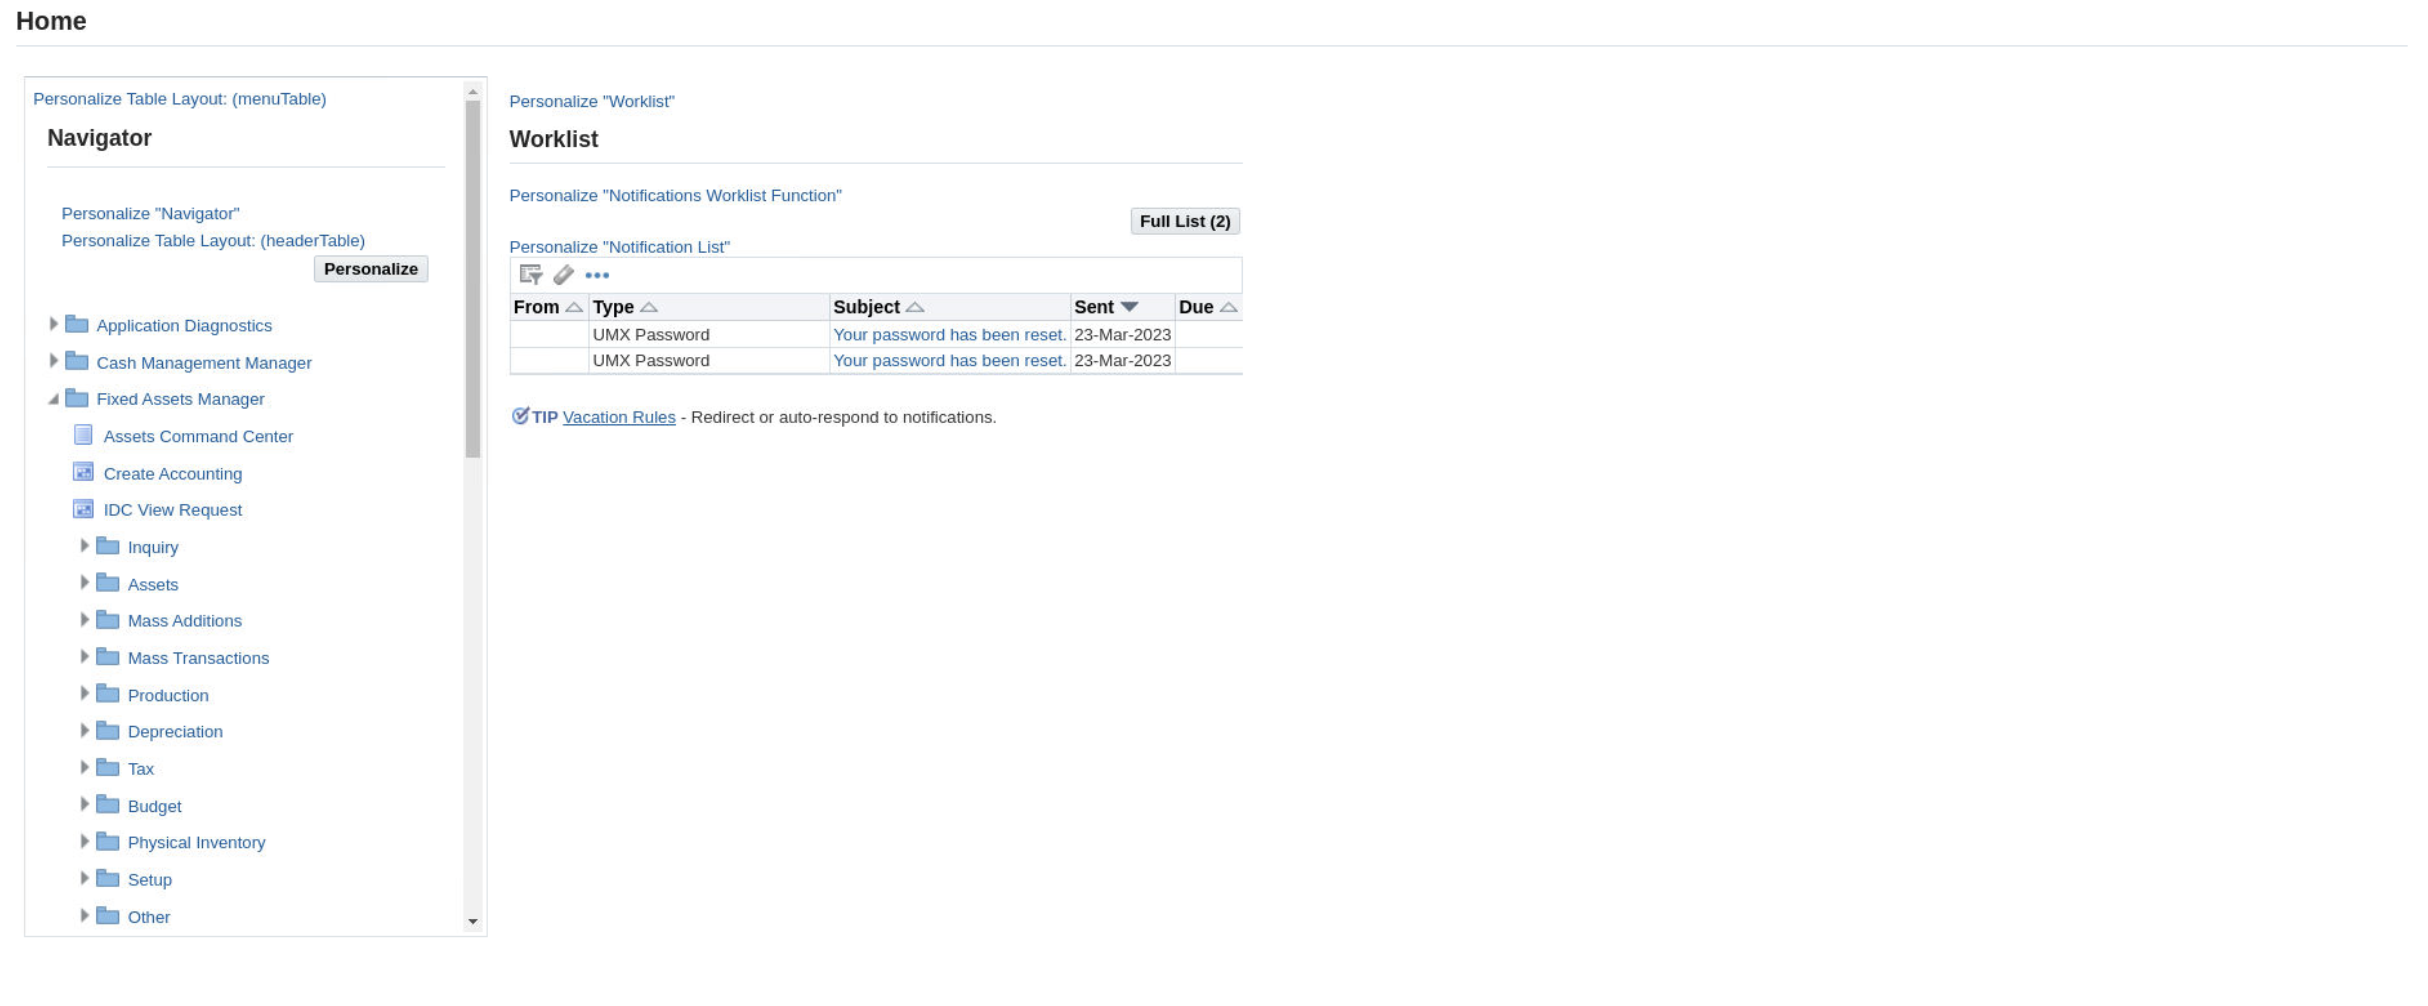 Home
Personalize Table Layout: (menuTable)
Navigator
Personalize "Navigator"
Personalize Table Layout: (headerTable)
Personalize
Application Diagnostics
Cash Management Manager
Fixed Assets Manager
Assets Command Center
Create Accounting
IDC View Request
Inquiry
Assets
Mass Additions
Mass Transactions
Production
Depreciation
Tax
Budget
Physical Inventory
Setup
Other
Personalize "Worklist"
Worklist
Personalize "Notifications Worklist Function"
Full List (2)
Personalize "Notification List"
From Type Subject Sent Due
UMX Password Your password has been reset. 23-Mar-2023
UMX Password Your password has been reset. 23-Mar-2023
TIP Vacation Rules - Redirect or auto-respond to notifications.